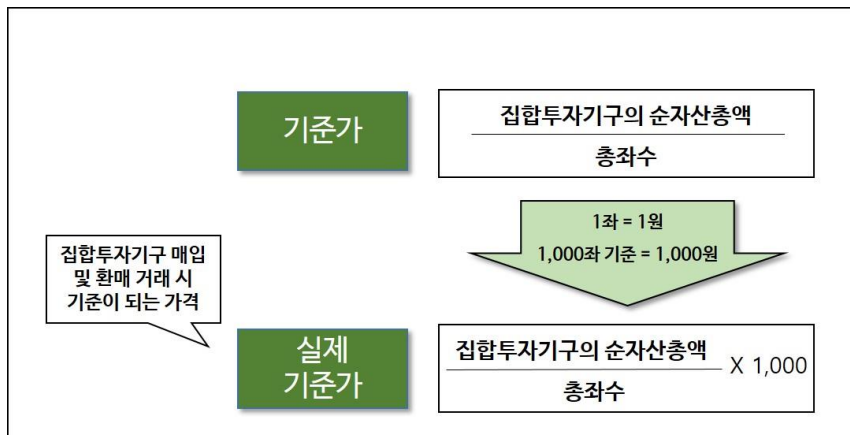 기준가
집합투자기구의 순자산총액
총좌수
1좌 = 1원
1,000좌 기준 = 1,000원
집합투자기구 매입
및 환매 거래 시
기준이 되는 가격
실제
기준가
집합투자기구의 순자산총액
총좌수
X 1,000